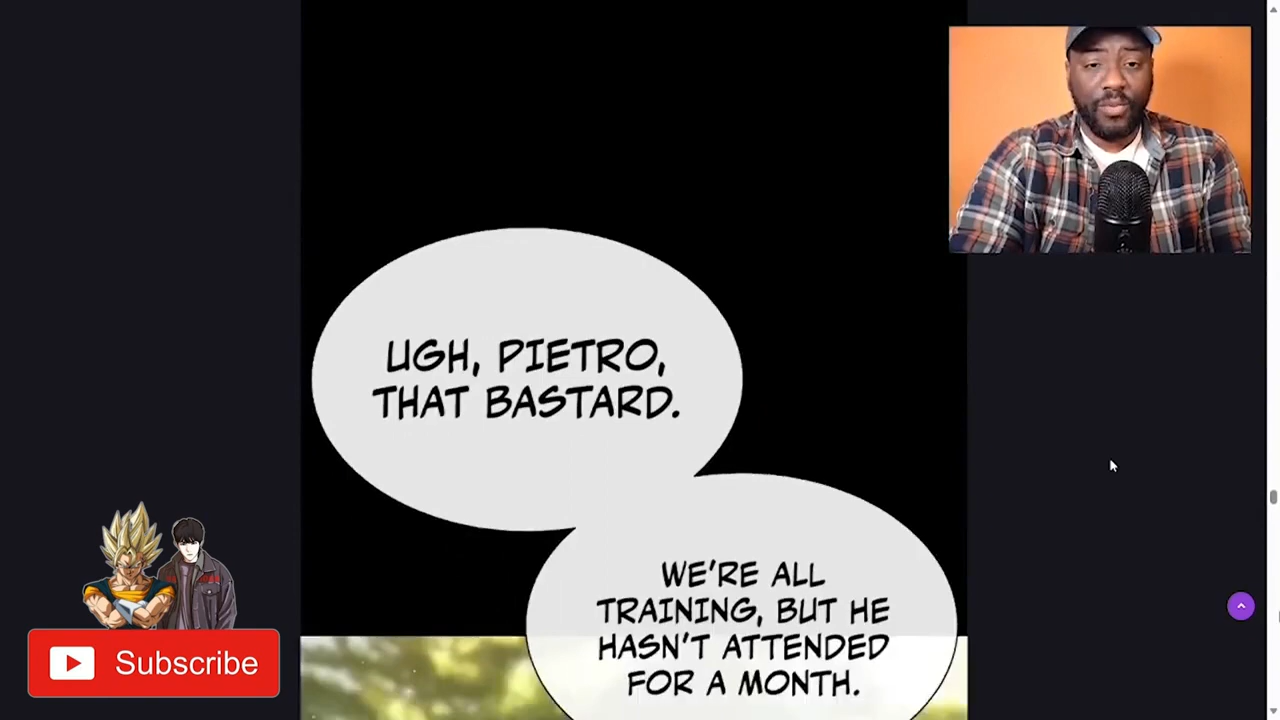 UGH, PIETRO,
THAT BASTARD.
WE'RE ALL
TRAINING, BUT HE
HASN'T ATTENDED
FOR A MONTH.
Subscribe